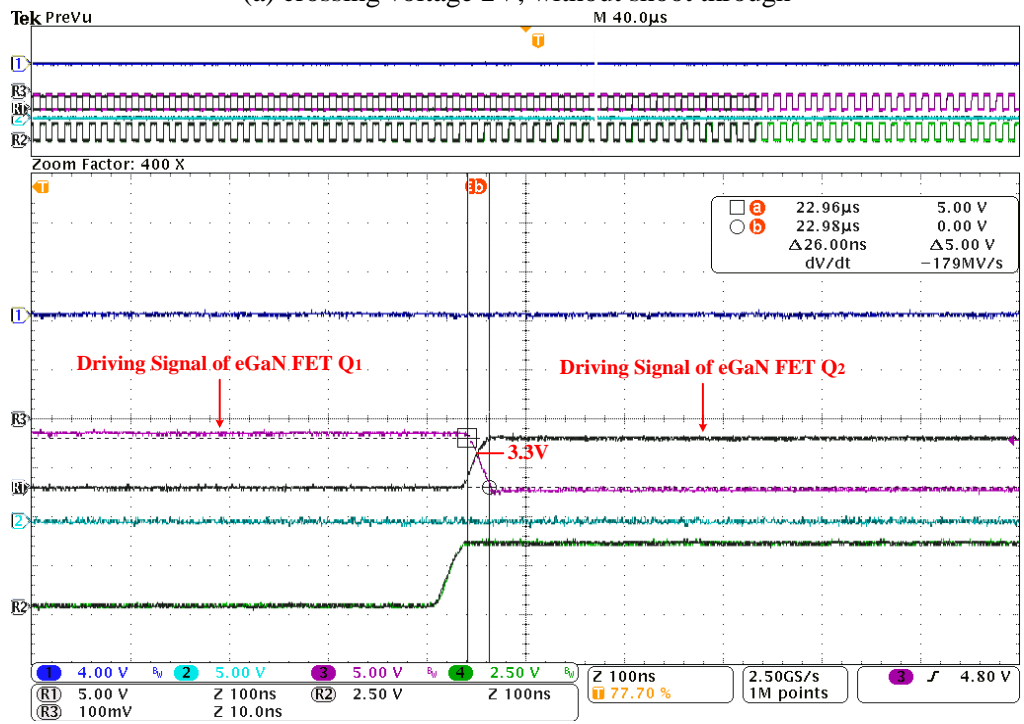 (a) crossing voltage 2V, without shoot-through
Tek PreVu M 40.0µs
T
1
R3
2
R2
Zoom Factor: 400 X
T b
a 22.96µs 5.00 V
b 22.98µs 0.00 V
Δ26.00ns Δ5.00 V
dV/dt −179MV/s
1
Driving Signal of eGaN FET Q1
Driving Signal of eGaN FET Q2
R3
3.3V
2
R2
1 4.00 V BW 2 5.00 V 3 5.00 V BW 4 2.50 V BW
R1 5.00 V Z 100ns R2 2.50 V Z 100ns
R3 100mV Z 10.0ns
Z 100ns
T 77.70 %
2.50GS/s
1M points
3 4.80 V